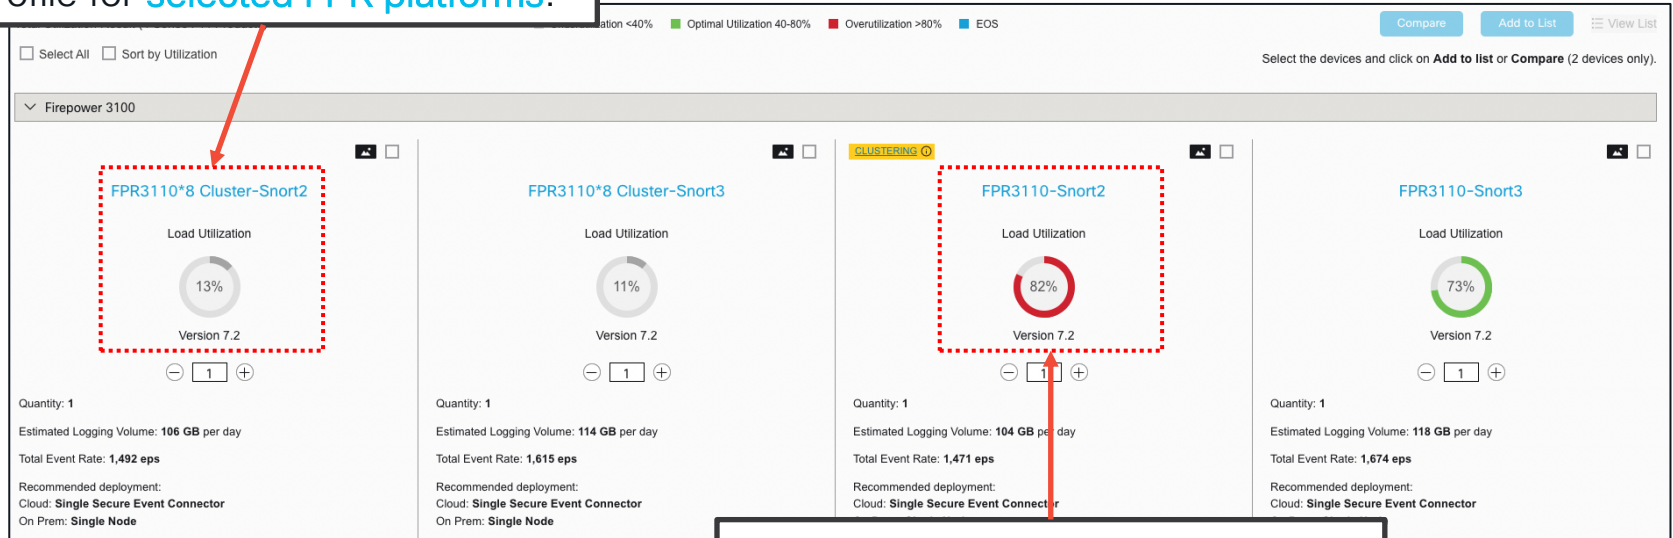 ofile for selected FPR platforms.
<40% Optimal Utilization 40-80% Overutilization >80% EOS
Compare Add to List View List
Select All Sort by Utilization
Select the devices and click on Add to list or Compare (2 devices only).
Firepower 3100
FPR3110*8 Cluster-Snort2
Load Utilization
13%
Version 7.2
1
Quantity: 1
Estimated Logging Volume: 106 GB per day
Total Event Rate: 1,492 eps
Recommended deployment:
Cloud: Single Secure Event Connector
On Prem: Single Node
FPR3110*8 Cluster-Snort3
Load Utilization
11%
Version 7.2
1
Quantity: 1
Estimated Logging Volume: 114 GB per day
Total Event Rate: 1,615 eps
Recommended deployment:
Cloud: Single Secure Event Connector
On Prem: Single Node
CLUSTERING
FPR3110-Snort2
Load Utilization
82%
Version 7.2
1
Quantity: 1
Estimated Logging Volume: 104 GB per day
Total Event Rate: 1,471 eps
Recommended deployment:
Cloud: Single Secure Event Connector
FPR3110-Snort3
Load Utilization
73%
Version 7.2
1
Quantity: 1
Estimated Logging Volume: 118 GB per day
Total Event Rate: 1,674 eps
Recommended deployment:
Cloud: Single Secure Event Connector